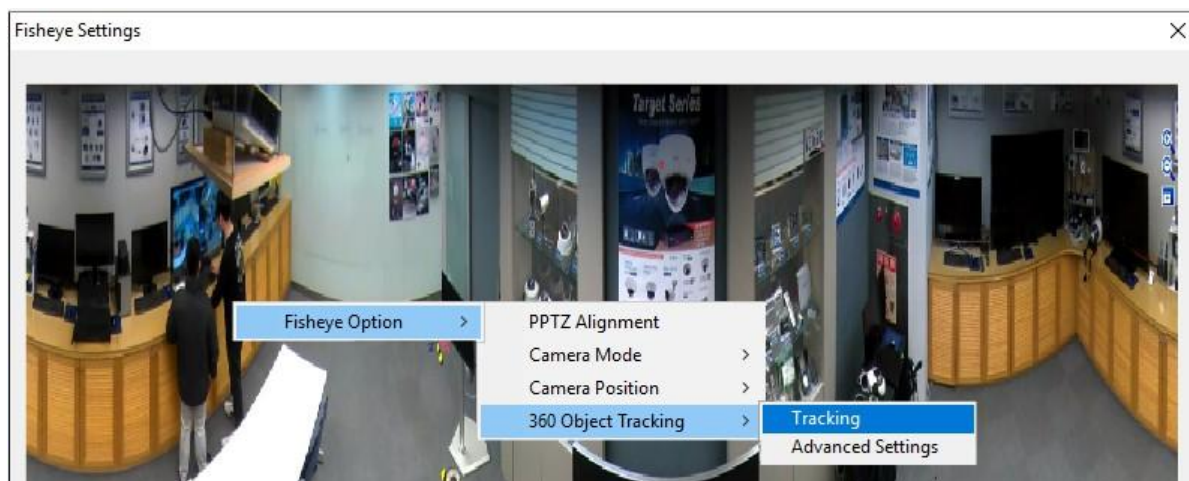 Fisheye Settings
Target Series
Fisheye Option
PPTZ Alignment
Camera Mode
Camera Position
360 Object Tracking
Tracking
Advanced Settings